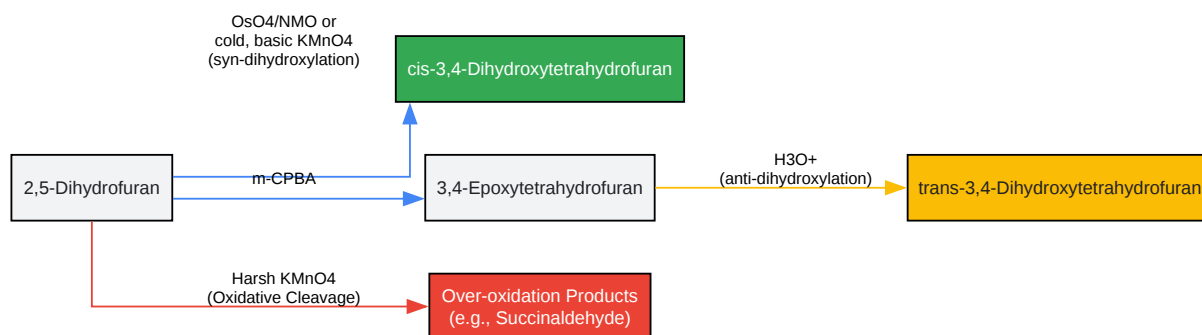 OsO4/NMO or
cold, basic KMnO4
(syn-dihydroxylation)
cis-3,4-Dihydroxytetrahydrofuran
2,5-Dihydrofuran
m-CPBA
3,4-Epoxytetrahydrofuran
H3O+
(anti-dihydroxylation)
trans-3,4-Dihydroxytetrahydrofuran
Harsh KMnO4
(Oxidative Cleavage)
Over-oxidation Products
(e.g., Succinaldehyde)